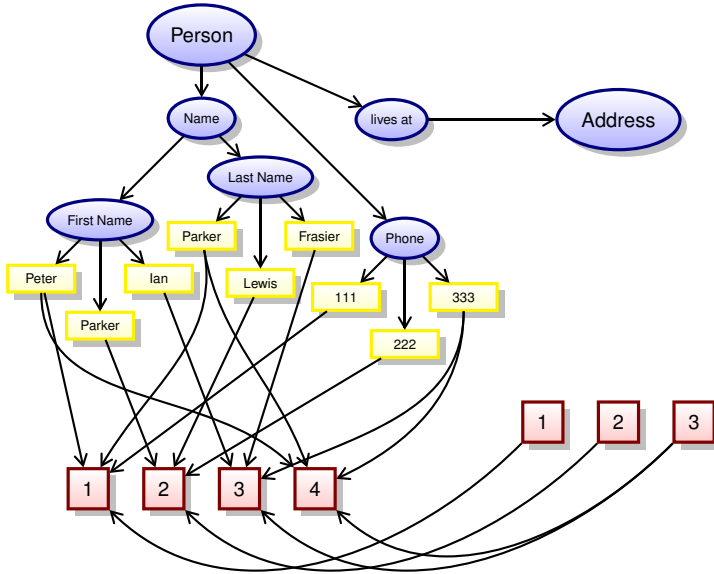 Person
Name
lives at
Address
Last Name
First Name
Parker
Frasier
Phone
Peter
Ian
Lewis
111
333
Parker
222
1
2
3
1
2
3
4